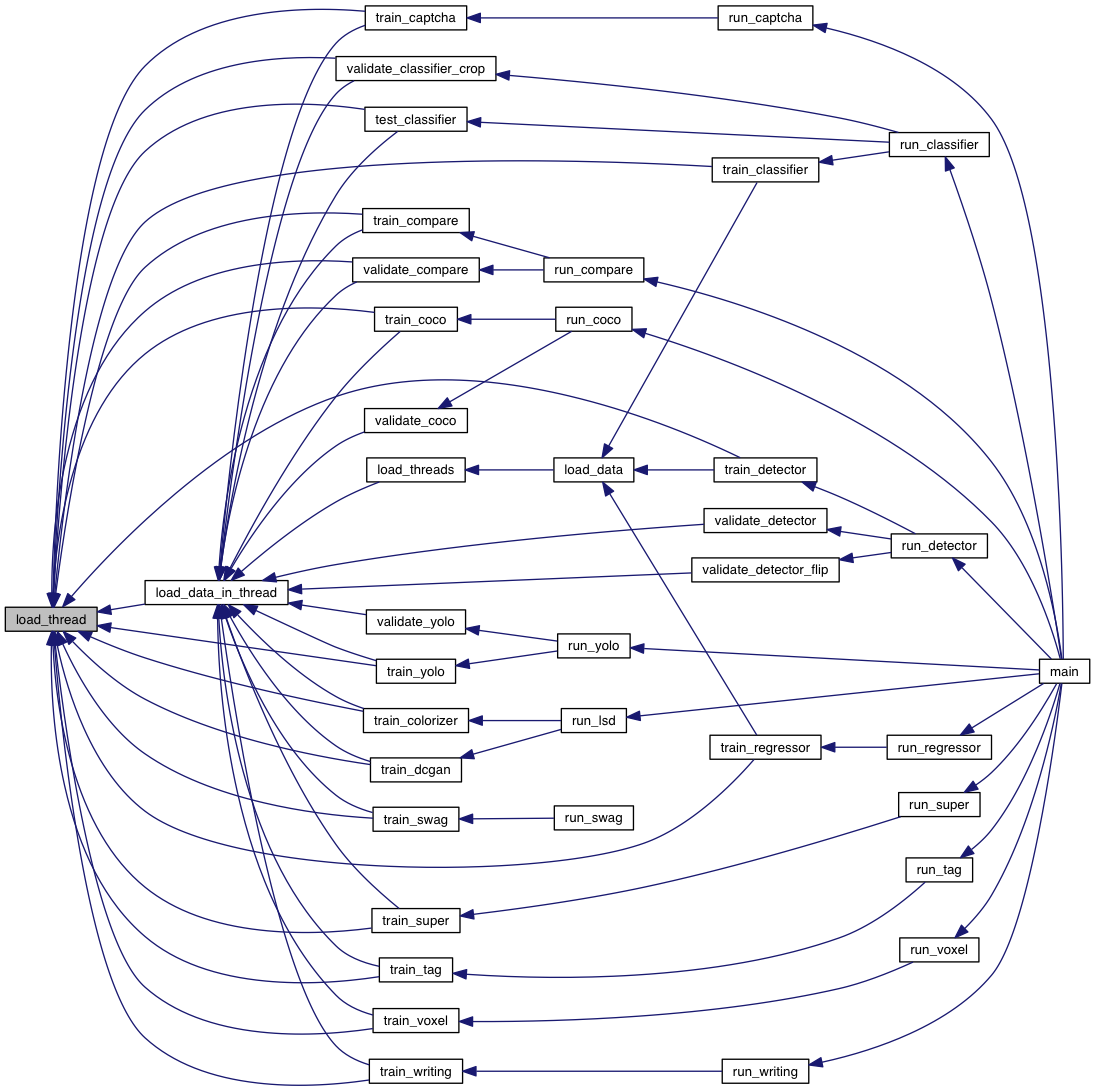 train_captcha
run_captcha
validate_classifier_crop
test_classifier
run_classifier
train_classifier
train_compare
validate_compare
run_compare
train_coco
run_coco
validate_coco
load_threads
load_data
train_detector
validate_detector
run_detector
validate_detector_flip
load_data_in_thread
load_thread
validate_yolo
run_yolo
train_yolo
main
train_colorizer
run_lsd
train_regressor
run_regressor
train_dcgan
run_super
train_swag
run_swag
run_tag
train_super
run_voxel
train_tag
train_voxel
train_writing
run_writing